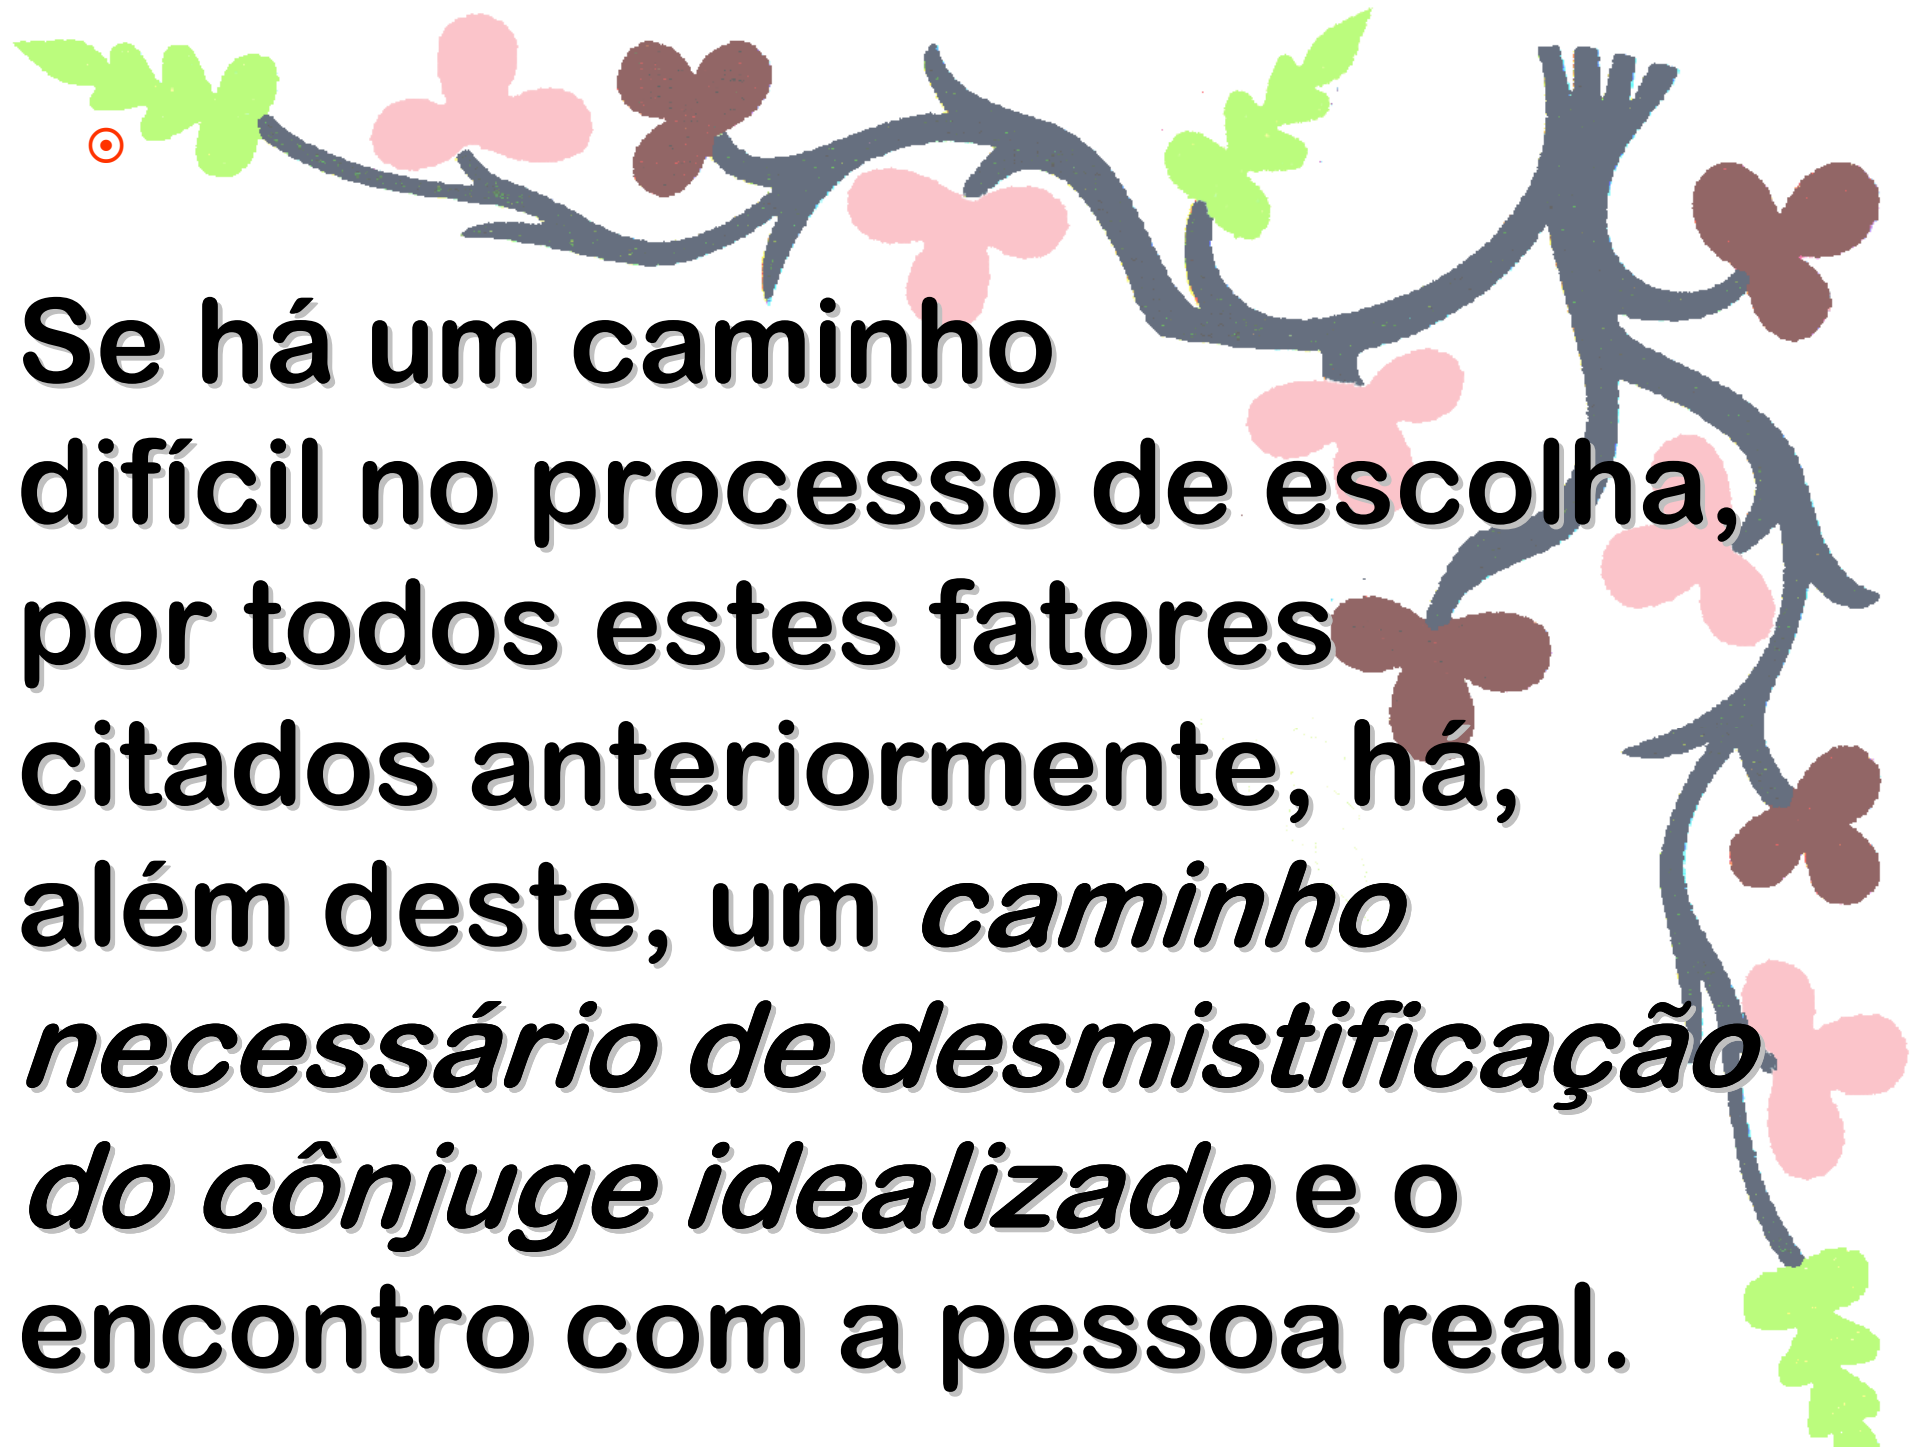 Se há um caminho
difícil no processo de escolha,
por todos estes fatores
citados anteriormente, há,
além deste, um caminho
necessário de desmistificação
do cônjuge idealizado e o
encontro com a pessoa real.